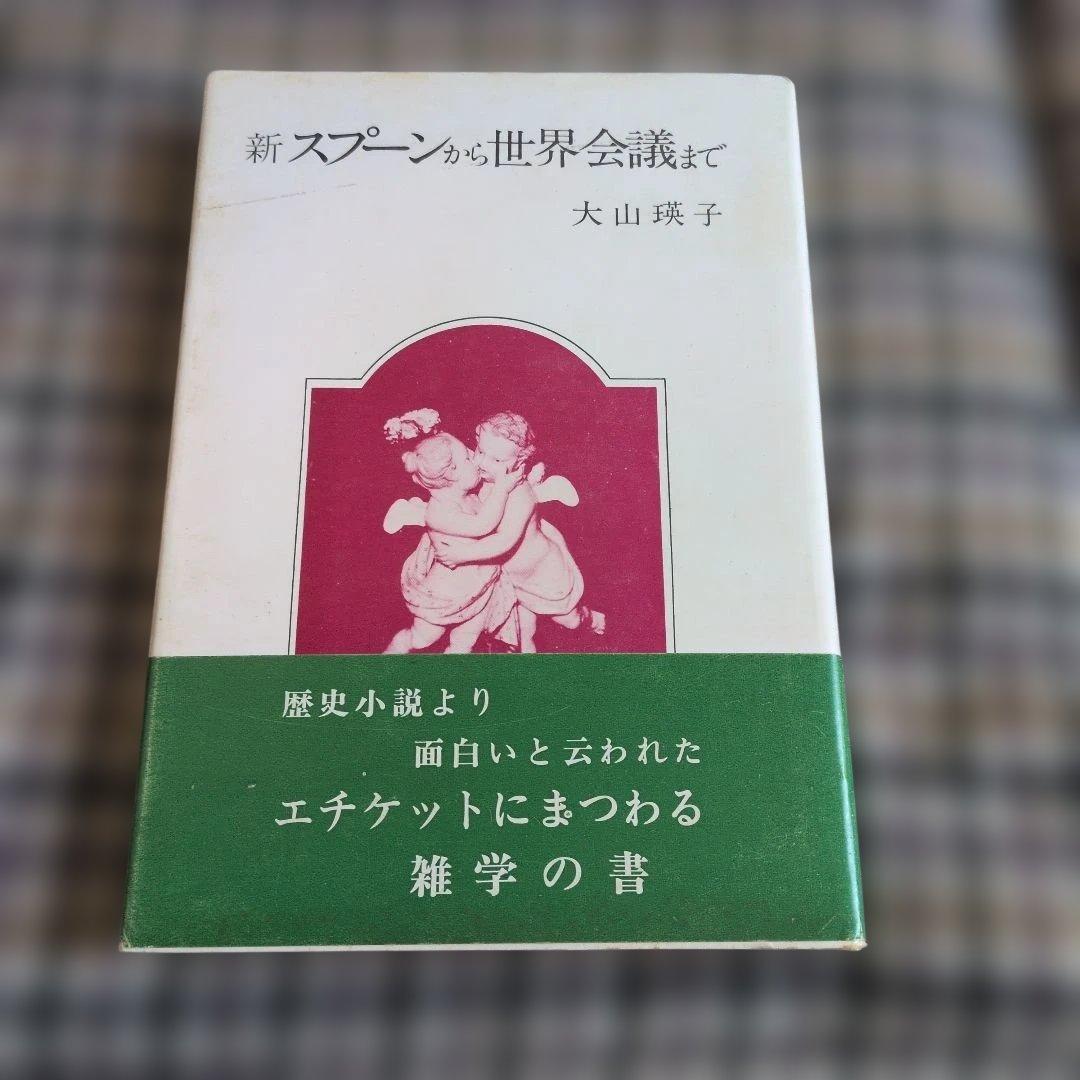 新スプーンから世界会議まで
大山瑛子
歴史小説より
面白いと云われた
エチケットにまつわる
雑学の書